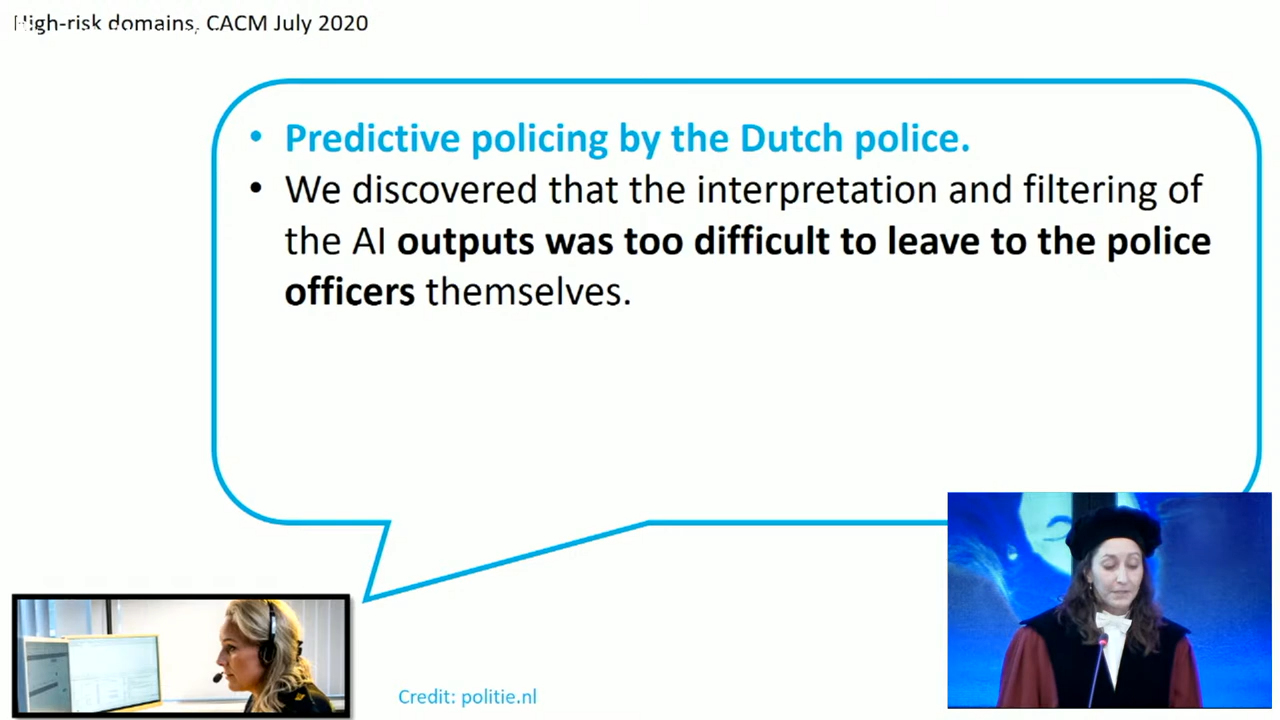 High-risk domains, CACM July 2020
• Predictive policing by the Dutch police.
• We discovered that the interpretation and filtering of
the AI outputs was too difficult to leave to the police
officers themselves.
Credit: politie.nl